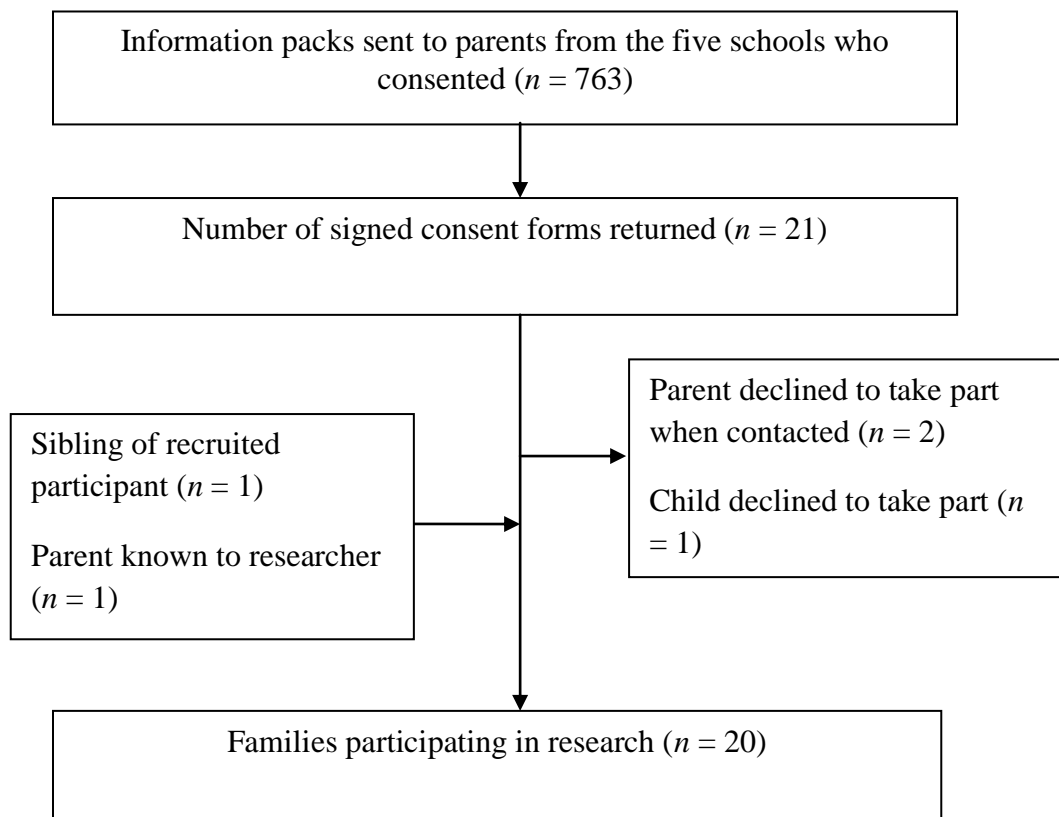 Information packs sent to parents from the five schools who
consented (n = 763)
Number of signed consent forms returned (n = 21)
Parent declined to take part
when contacted (n = 2)
Child declined to take part (n
= 1)
Sibling of recruited
participant (n = 1)
Parent known to researcher
(n = 1)
Families participating in research (n = 20)